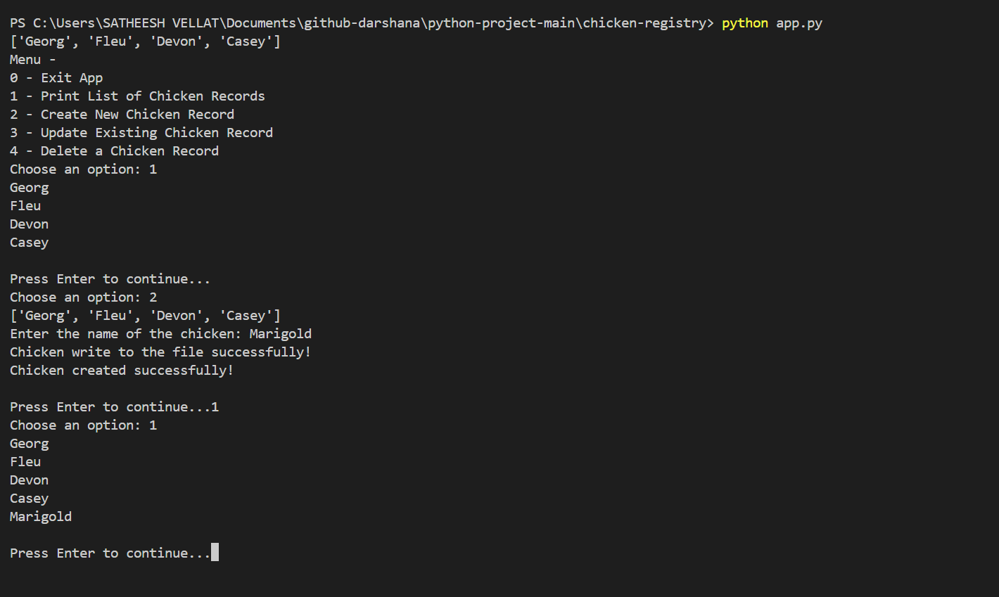 PS C:\Users\SATHEESH VELLAT\Documents\github-darshana\python-project-main\chicken-registry> python app.py
['Georg', 'Fleu', 'Devon', 'Casey']
Menu -
0 - Exit App
1 - Print List of Chicken Records
2 - Create New Chicken Record
3 - Update Existing Chicken Record
4 - Delete a Chicken Record
Choose an option: 1
Georg
Fleu
Devon
Casey
Press Enter to continue...
Choose an option: 2
['Georg', 'Fleu', 'Devon', 'Casey']
Enter the name of the chicken: Marigold
Chicken write to the file successfully!
Chicken created successfully!
Press Enter to continue...1
Choose an option: 1
Georg
Fleu
Devon
Casey
Marigold
Press Enter to continue...